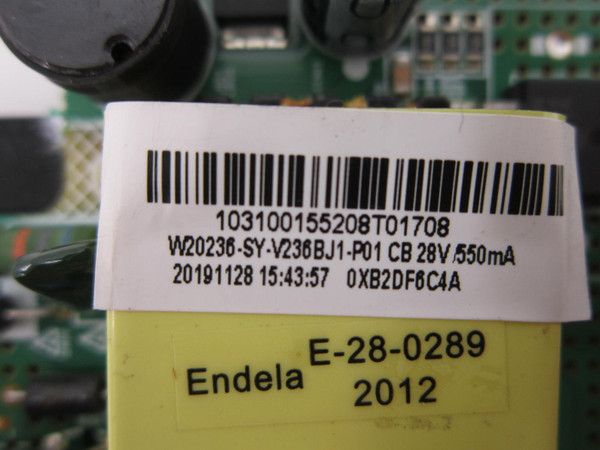 103100155208T01708
W20236-SY-V236BJ1-P01 CB 28V/550mA
20191128 15:43:57 0XB2DF6C4A
E-28-0289
Endela 2012